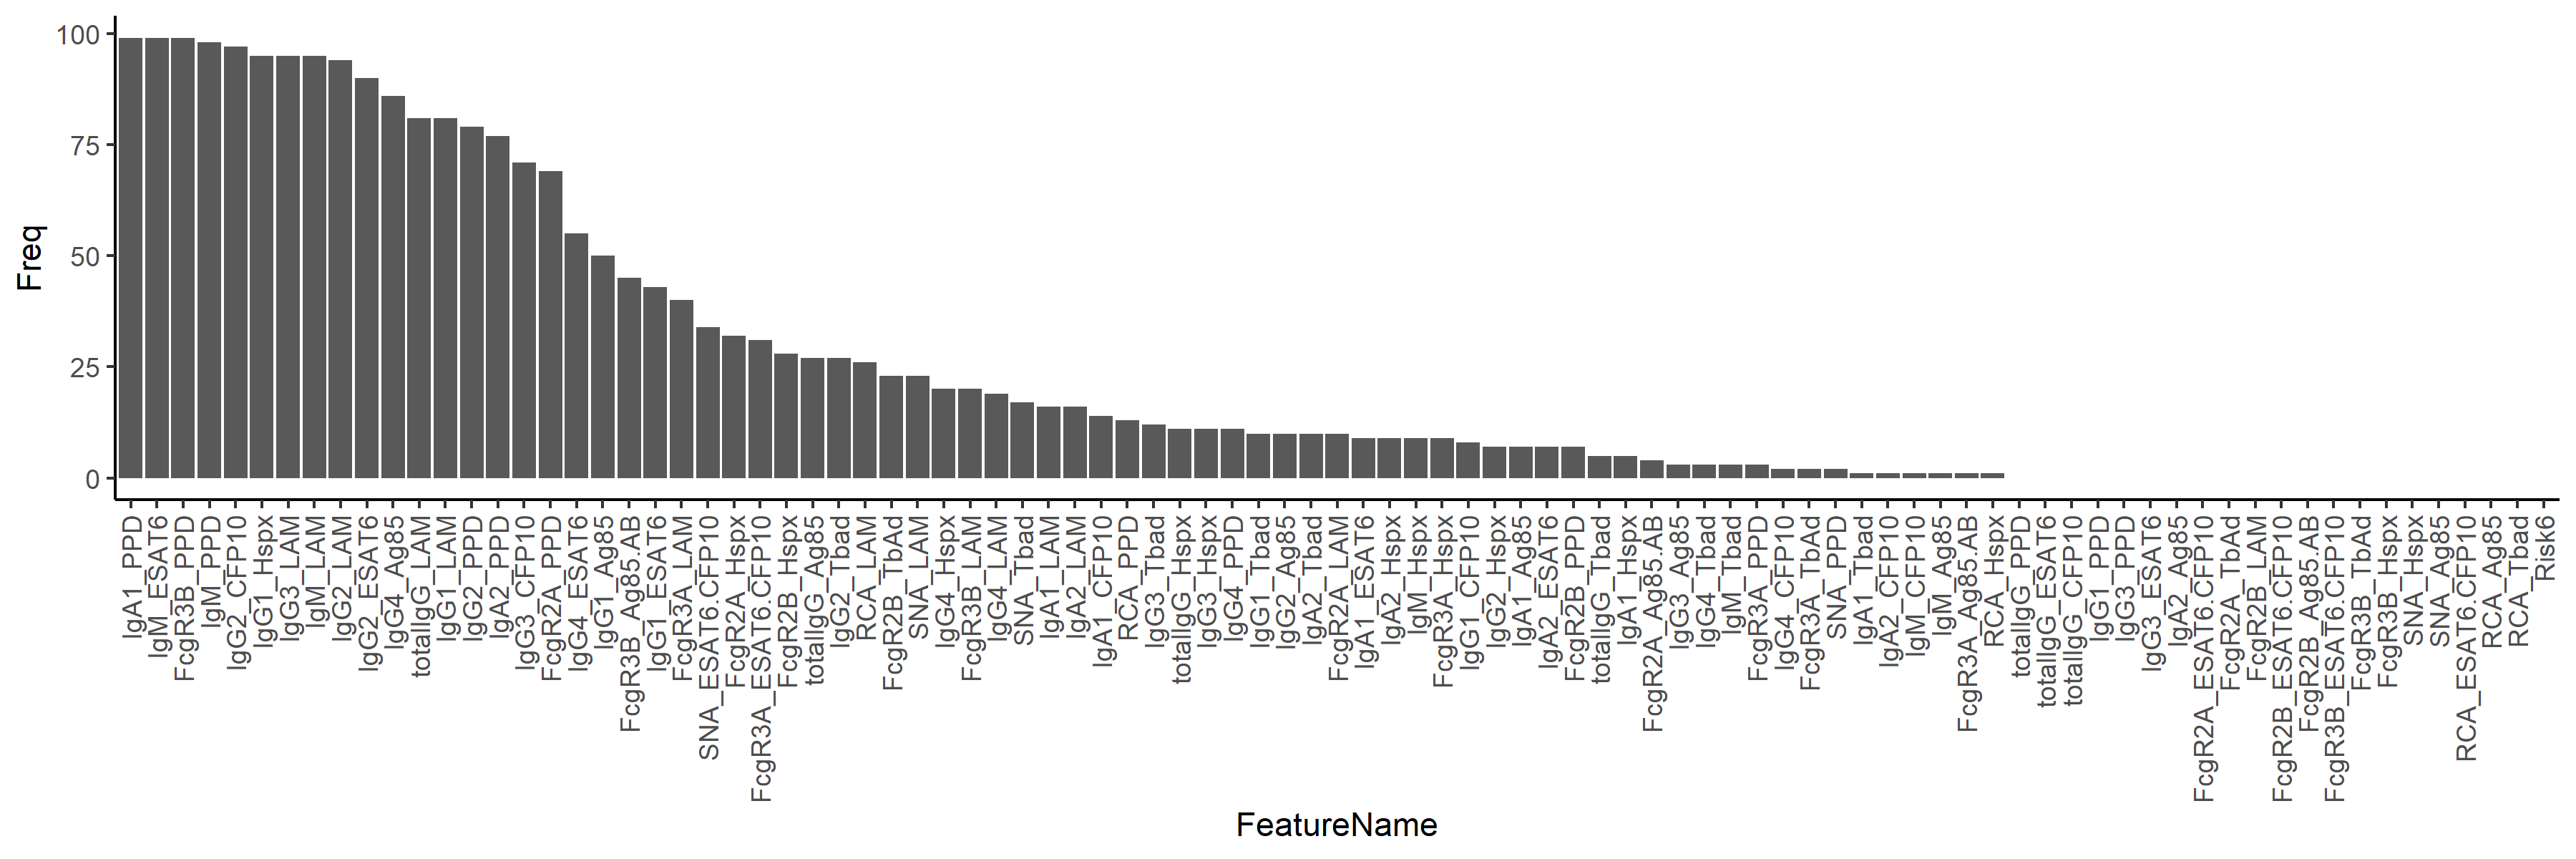 100
75
50
25
0
Freq
IgA1_PPD
IgM_ESAT6
FcgR3B_PPD
IgM_PPD
IgG2_CFP10
IgG1_Hspx
IgG3_LAM
IgM_LAM
IgG2_LAM
IgG2_ESAT6
IgG4_Ag85
totalIgG_LAM
IgG1_LAM
IgG2_PPD
IgA2_PPD
IgG3_CFP10
FcgR2A_PPD
IgG4_ESAT6
IgG1_Ag85
FcgR3B_Ag85.AB
IgG1_ESAT6
FcgR3A_LAM
SNA_ESAT6.CFP10
FcgR2A_Hspx
FcgR3A_ESAT6.CFP10
FcgR2B_Hspx
totalIgG_Ag85
IgG2_Tbad
RCA_LAM
FcgR2B_TbAd
SNA_LAM
IgG4_Hspx
FcgR3B_LAM
IgG4_LAM
SNA_Tbad
IgA1_LAM
IgA2_LAM
IgA1_CFP10
RCA_PPD
IgG3_Tbad
totalIgG_Hspx
IgG3_Hspx
IgG4_PPD
IgG1_Tbad
IgG2_Ag85
IgA2_Tbad
FcgR2A_LAM
IgA1_ESAT6
IgA2_Hspx
IgM_Hspx
FcgR3A_Hspx
IgG1_CFP10
IgG2_Hspx
IgA1_Ag85
IgA2_ESAT6
FcgR2B_PPD
totalIgG_Tbad
IgA1_Hspx
FcgR2A_Ag85.AB
IgG3_Ag85
IgG4_Tbad
IgM_Tbad
FcgR3A_PPD
IgG4_CFP10
FcgR3A_TbAd
SNA_PPD
IgA1_Tbad
IgA2_CFP10
IgM_CFP10
IgM_Ag85
FcgR3A_Ag85.AB
RCA_Hspx
totalIgG_PPD
totalIgG_ESAT6
totalIgG_CFP10
IgG1_PPD
IgG3_PPD
IgG3_ESAT6
IgA2_Ag85
FcgR2A_ESAT6.CFP10
FcgR2A_TbAd
FcgR2B_LAM
FcgR2B_ESAT6.CFP10
FcgR2B_Ag85.AB
FcgR3B_ESAT6.CFP10
FcgR3B_TbAd
FcgR3B_Hspx
SNA_Hspx
SNA_Ag85
RCA_ESAT6.CFP10
RCA_Ag85
RCA_Tbad
Risk6
FeatureName